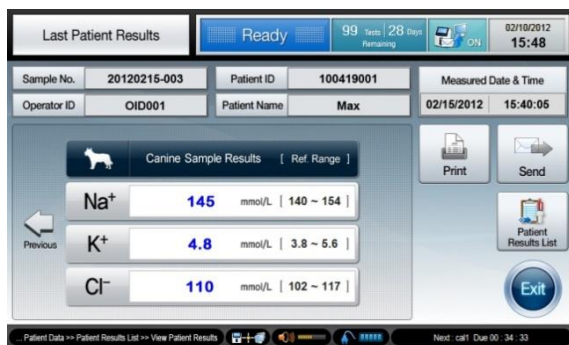 Last Patient Results
Ready
99 Tests 28 Days
Remaining
ON
02/10/2012
15:48
Sample No. 20120215-003 Patient ID 100419001 Measured Date & Time
Operator ID OID001 Patient Name Max 02/15/2012 15:40:05
Canine Sample Results [ Ref. Range ]
Na+ 145 mmol/L | 140 ~ 154 |
K+ 4.8 mmol/L | 3.8 ~ 5.6 |
Cl− 110 mmol/L | 102 ~ 117 |
Previous
Print
Send
Patient
Results List
Exit
... Patient Data >> Patient Results List >> View Patient Results
Next : cal1 Due 00 : 34 : 33